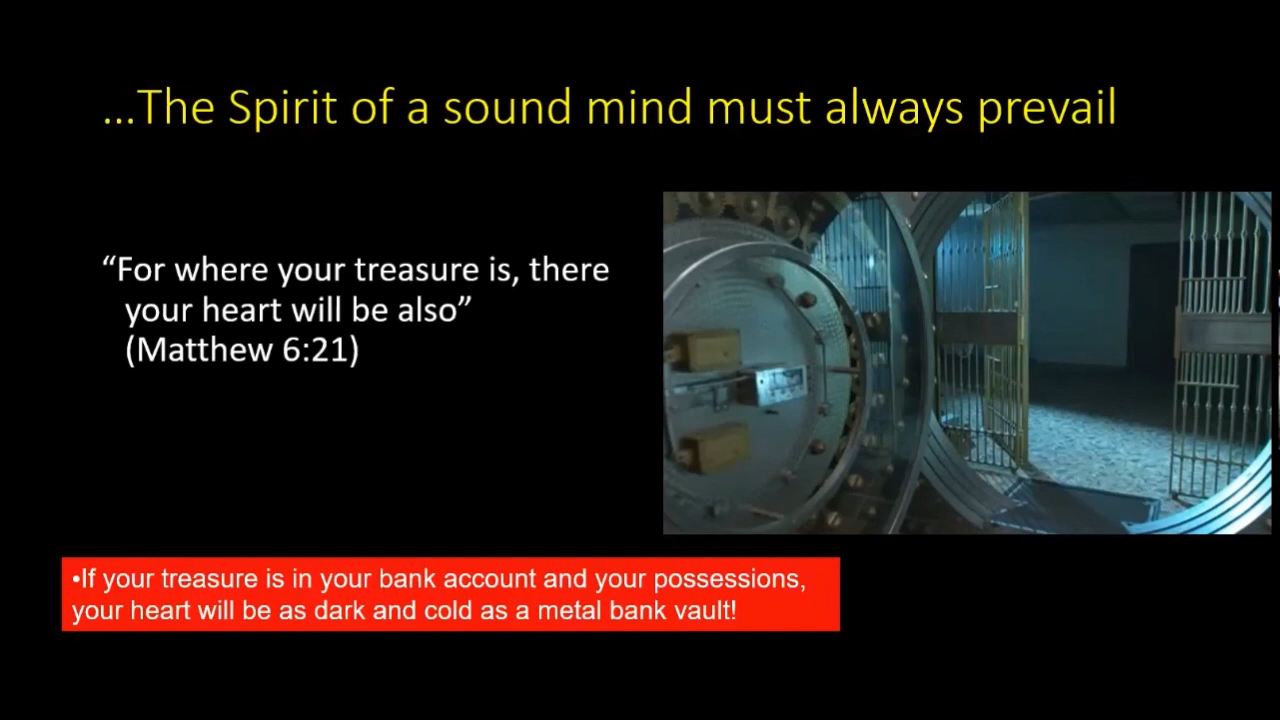 ...The Spirit of a sound mind must always prevail
“For where your treasure is, there
your heart will be also”
(Matthew 6:21)
•If your treasure is in your bank account and your possessions,
your heart will be as dark and cold as a metal bank vault!